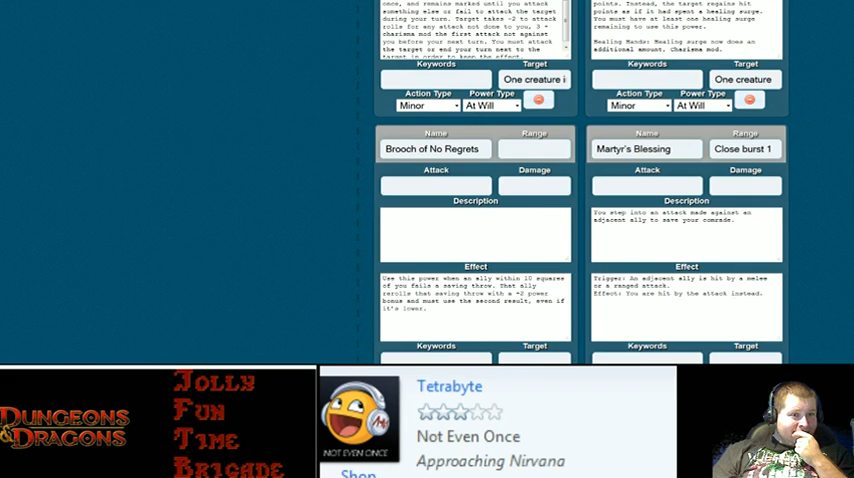 once, and remains marked until you attack
something else or fail to attack the target
during your turn. Target takes -2 to attack
rolls for any attack not done to you, 3 +
charisma mod the first attack not against
you before your next turn. You must attack
the target or end your turn next to the
target in order to keep the effect.
Keywords Target
One creature i
Action Type Power Type
Minor At Will
points. Instead, the target regains hit
points as if it had spent a healing surge.
You must have at least one healing surge
remaining to use this power.
Healing Hands: Healing surge now does an
additional amount, Charisma mod.
Keywords Target
One creature
Action Type Power Type
Minor At Will
Name Range
Brooch of No Regrets
Attack Damage
Description
Effect
Use this power when an ally within 10 squares
of you fails a saving throw. That ally
rerolls that saving throw with a +2 power
bonus and must use the second result, even if
it's lower.
Keywords Target
Name Range
Martyr's Blessing Close burst 1
Attack Damage
Description
You step into an attack made against an
adjacent ally to save your comrade.
Effect
Trigger: An adjacent ally is hit by a melee
or a ranged attack.
Effect: You are hit by the attack instead.
Keywords Target
DUNGEONS
& DRAGONS
Jolly
Fun
Time
Brigade
NOT EVEN ONCE
Shop
Tetrabyte
Not Even Once
Approaching Nirvana